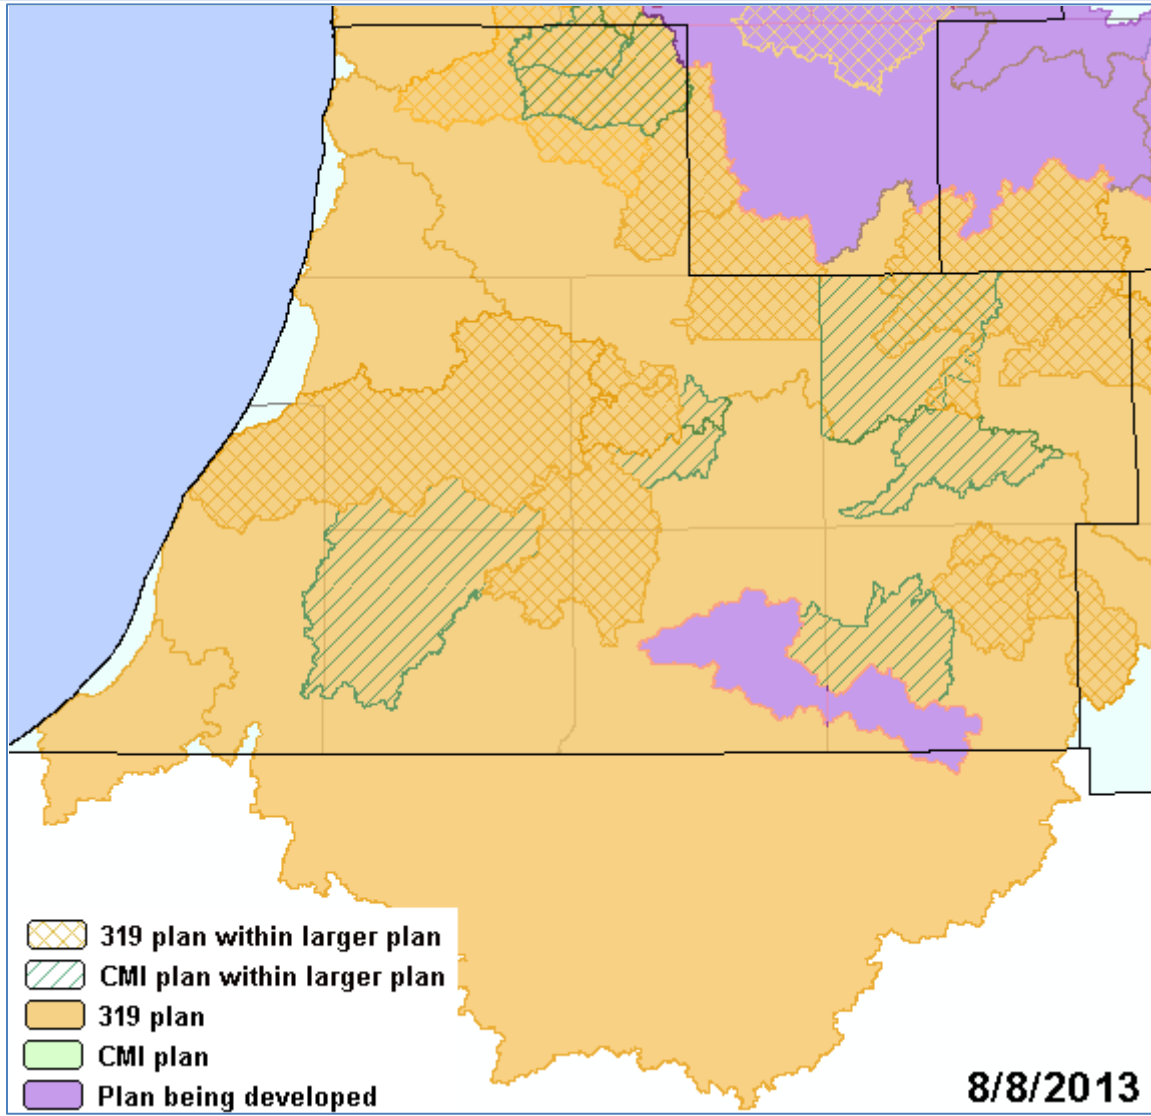 319 plan within larger plan
CMI plan within larger plan
319 plan
CMI plan
Plan being developed
8/8/2013